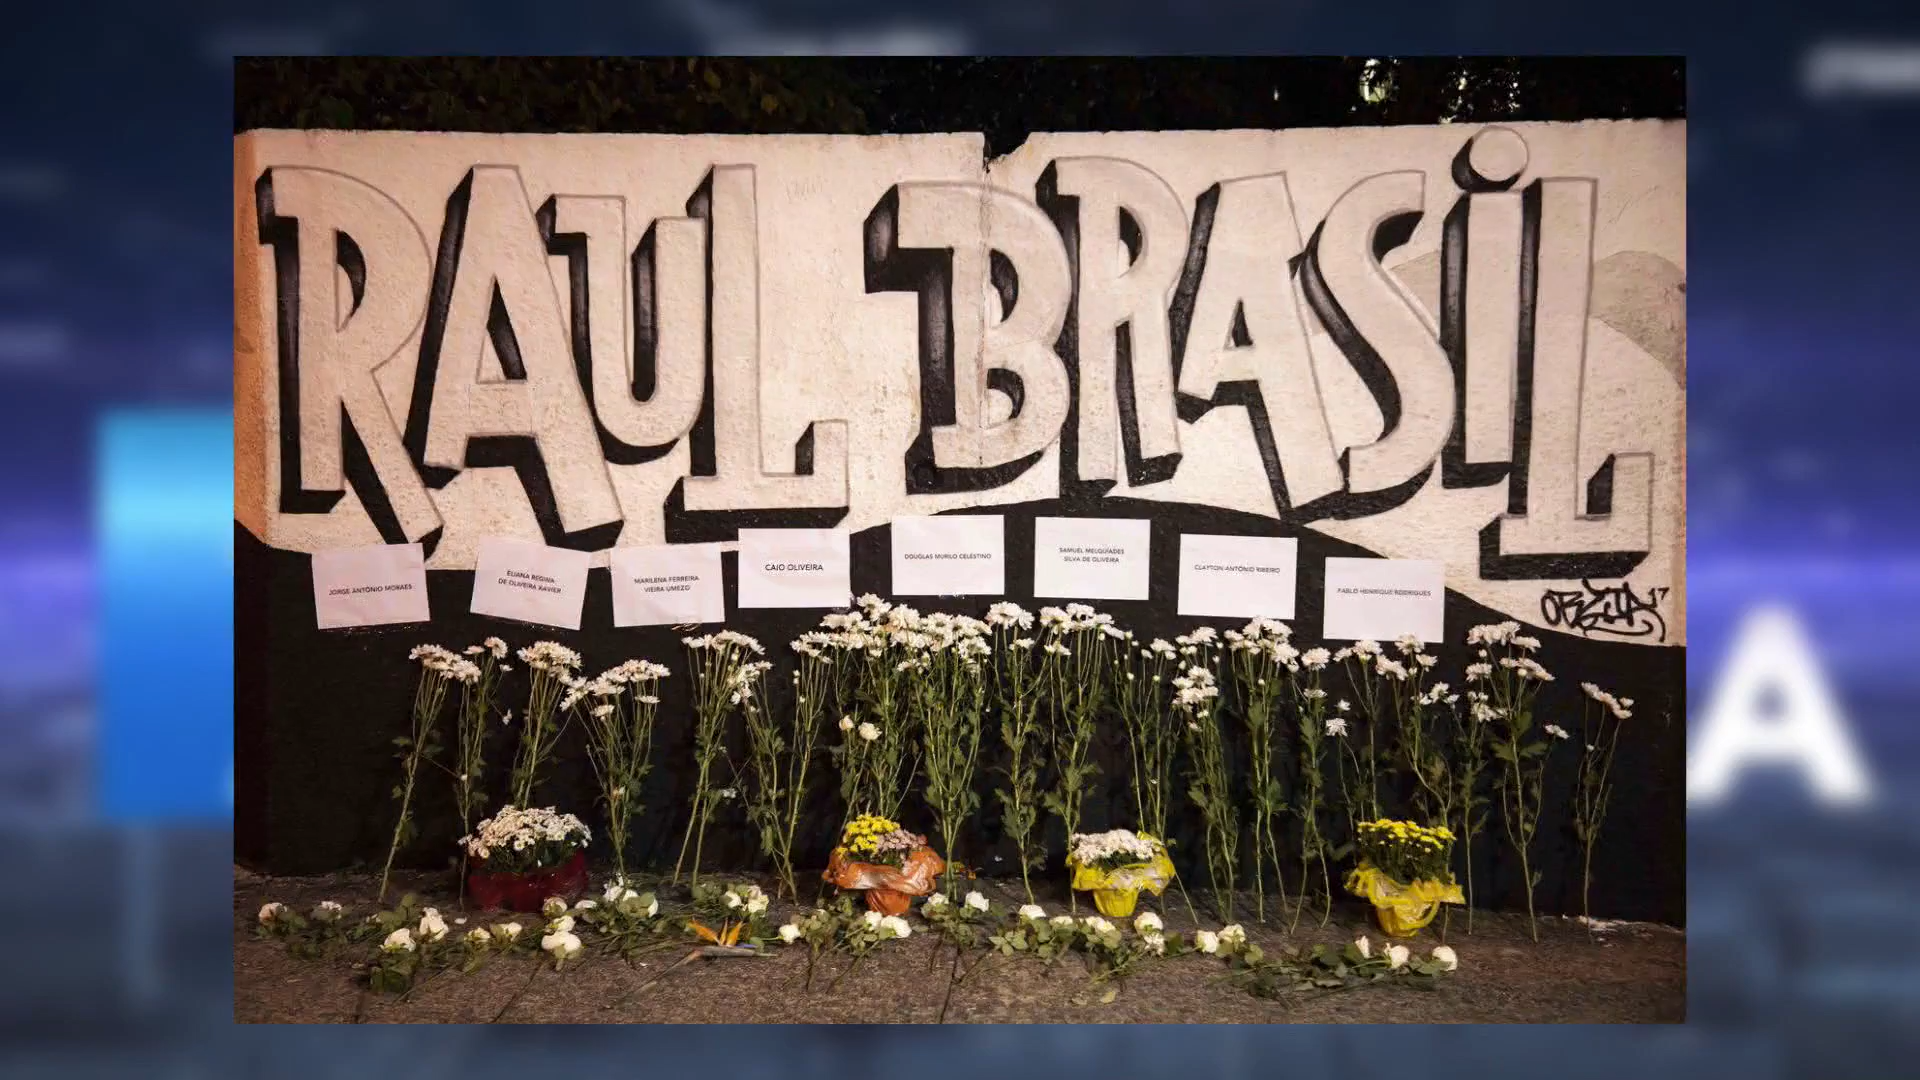 RAUL BRASiL
JORGE ANTÔNIO MORAES
ELIANA REGINA
DE OLIVEIRA XAVIER
MARILENA FERREIRA
VIEIRA UMEZO
CAIO OLIVEIRA
DOUGLAS MURILO CELESTINO
SAMUEL MELQUÍADES
SILVA DE OLIVEIRA
CLAYTON ANTÔNIO RIBEIRO
PABLO HENRIQUE RODRIGUES
A